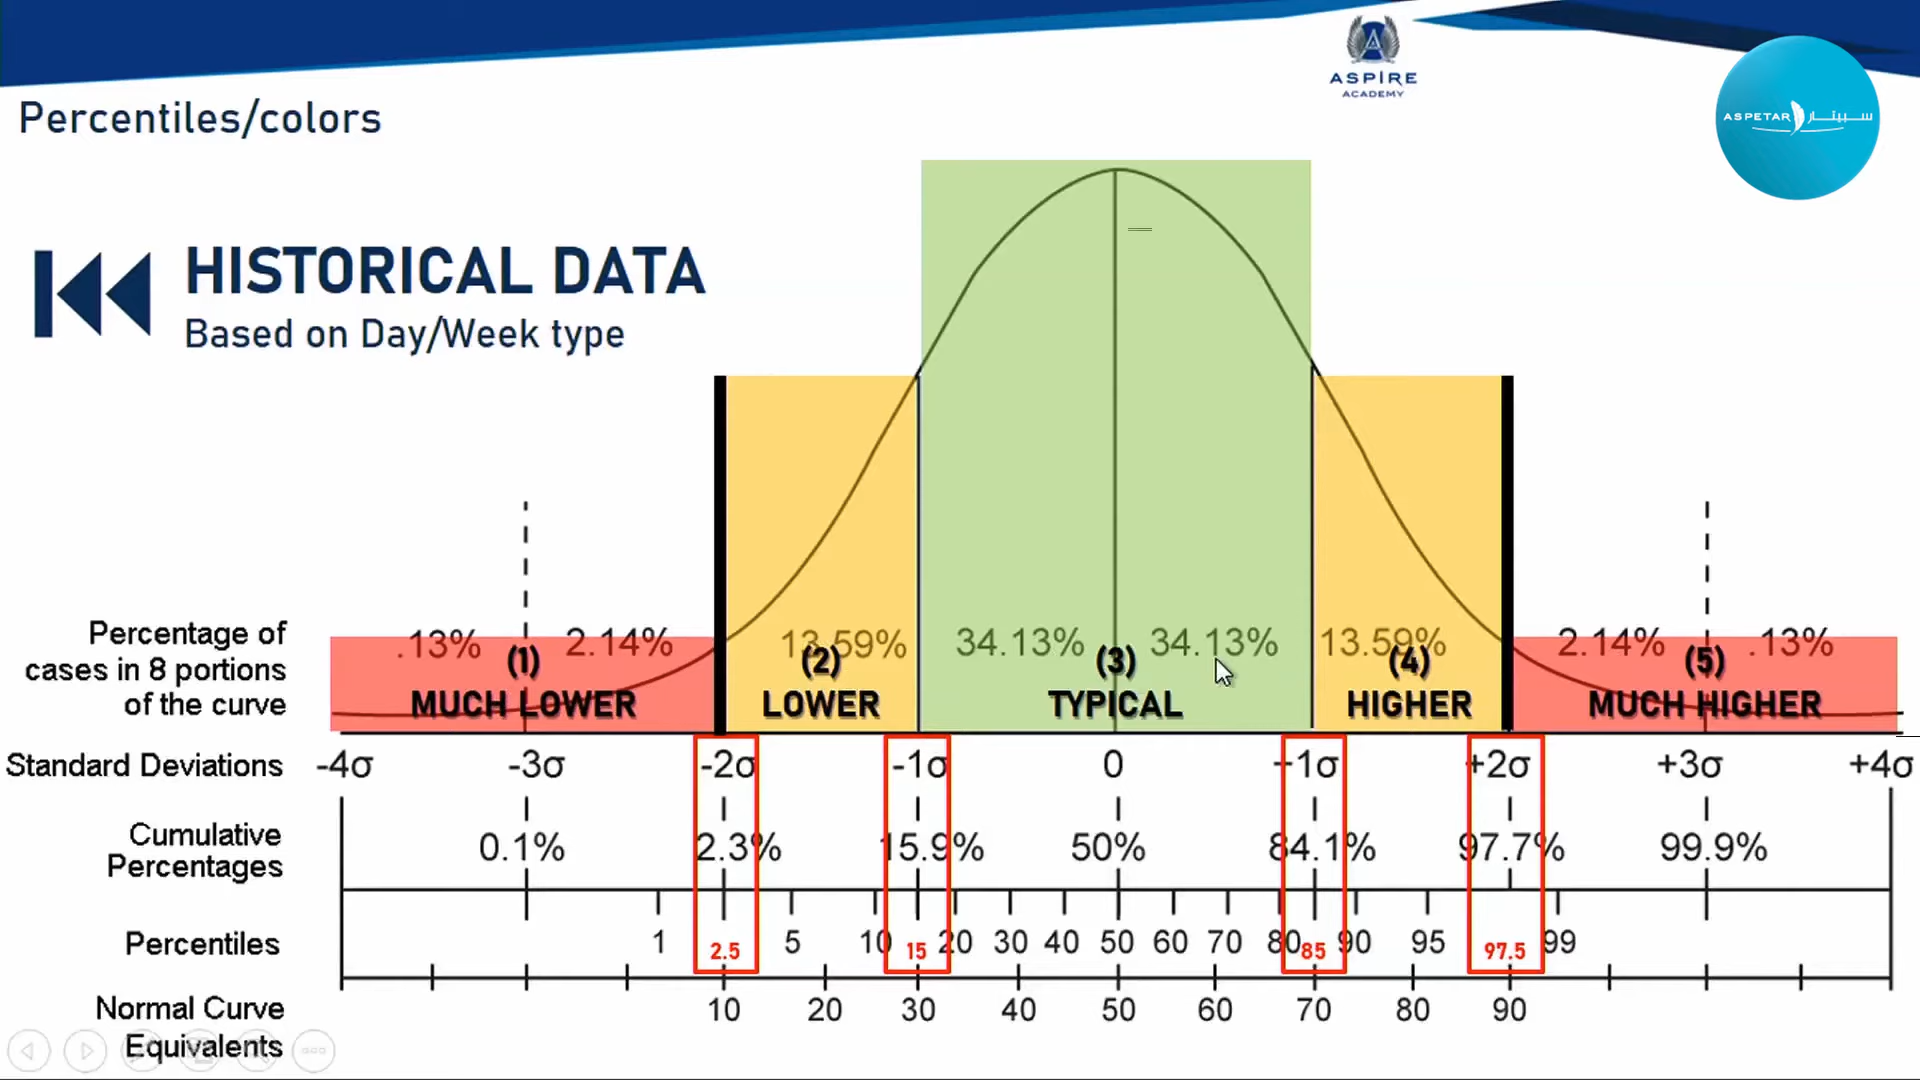 ASPIRE
ACADEMY
ASPETAR سبيتار
Percentiles/colors
HISTORICAL DATA
Based on Day/Week type
Percentage of
cases in 8 portions
of the curve
.13% 2.14% 13.59% 34.13% 34.13% 13.59% 2.14% .13%
(1) (2) (3) (4) (5)
MUCH LOWER LOWER TYPICAL HIGHER MUCH HIGHER
Standard Deviations -4σ -3σ -2σ -1σ 0 +1σ +2σ +3σ +4σ
Cumulative
Percentages
0.1% 2.3% 15.9% 50% 84.1% 97.7% 99.9%
Percentiles 1 2.5 5 10 15 20 30 40 50 60 70 80 85 90 95 97.5 99
Normal Curve
Equivalents
10 20 30 40 50 60 70 80 90